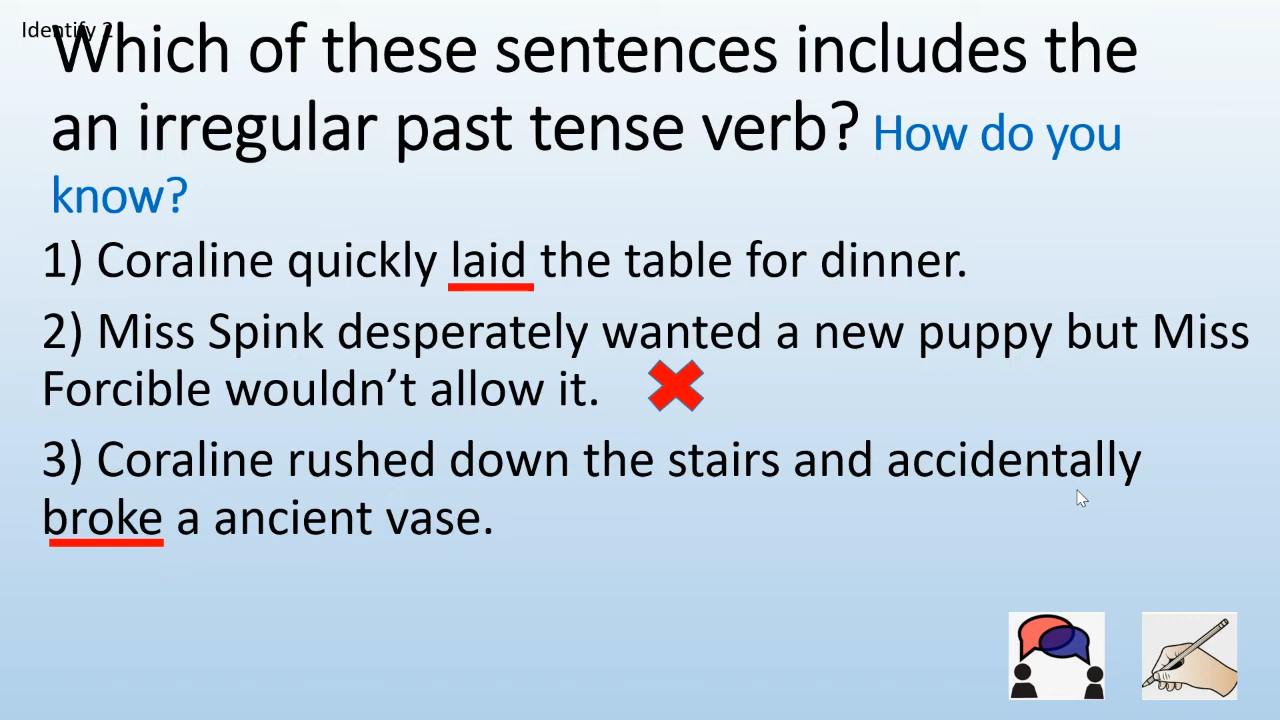 Identify 2
Which of these sentences includes the
an irregular past tense verb? How do you
know?
1) Coraline quickly laid the table for dinner.
2) Miss Spink desperately wanted a new puppy but Miss
Forcible wouldn’t allow it.
3) Coraline rushed down the stairs and accidentally
broke a ancient vase.